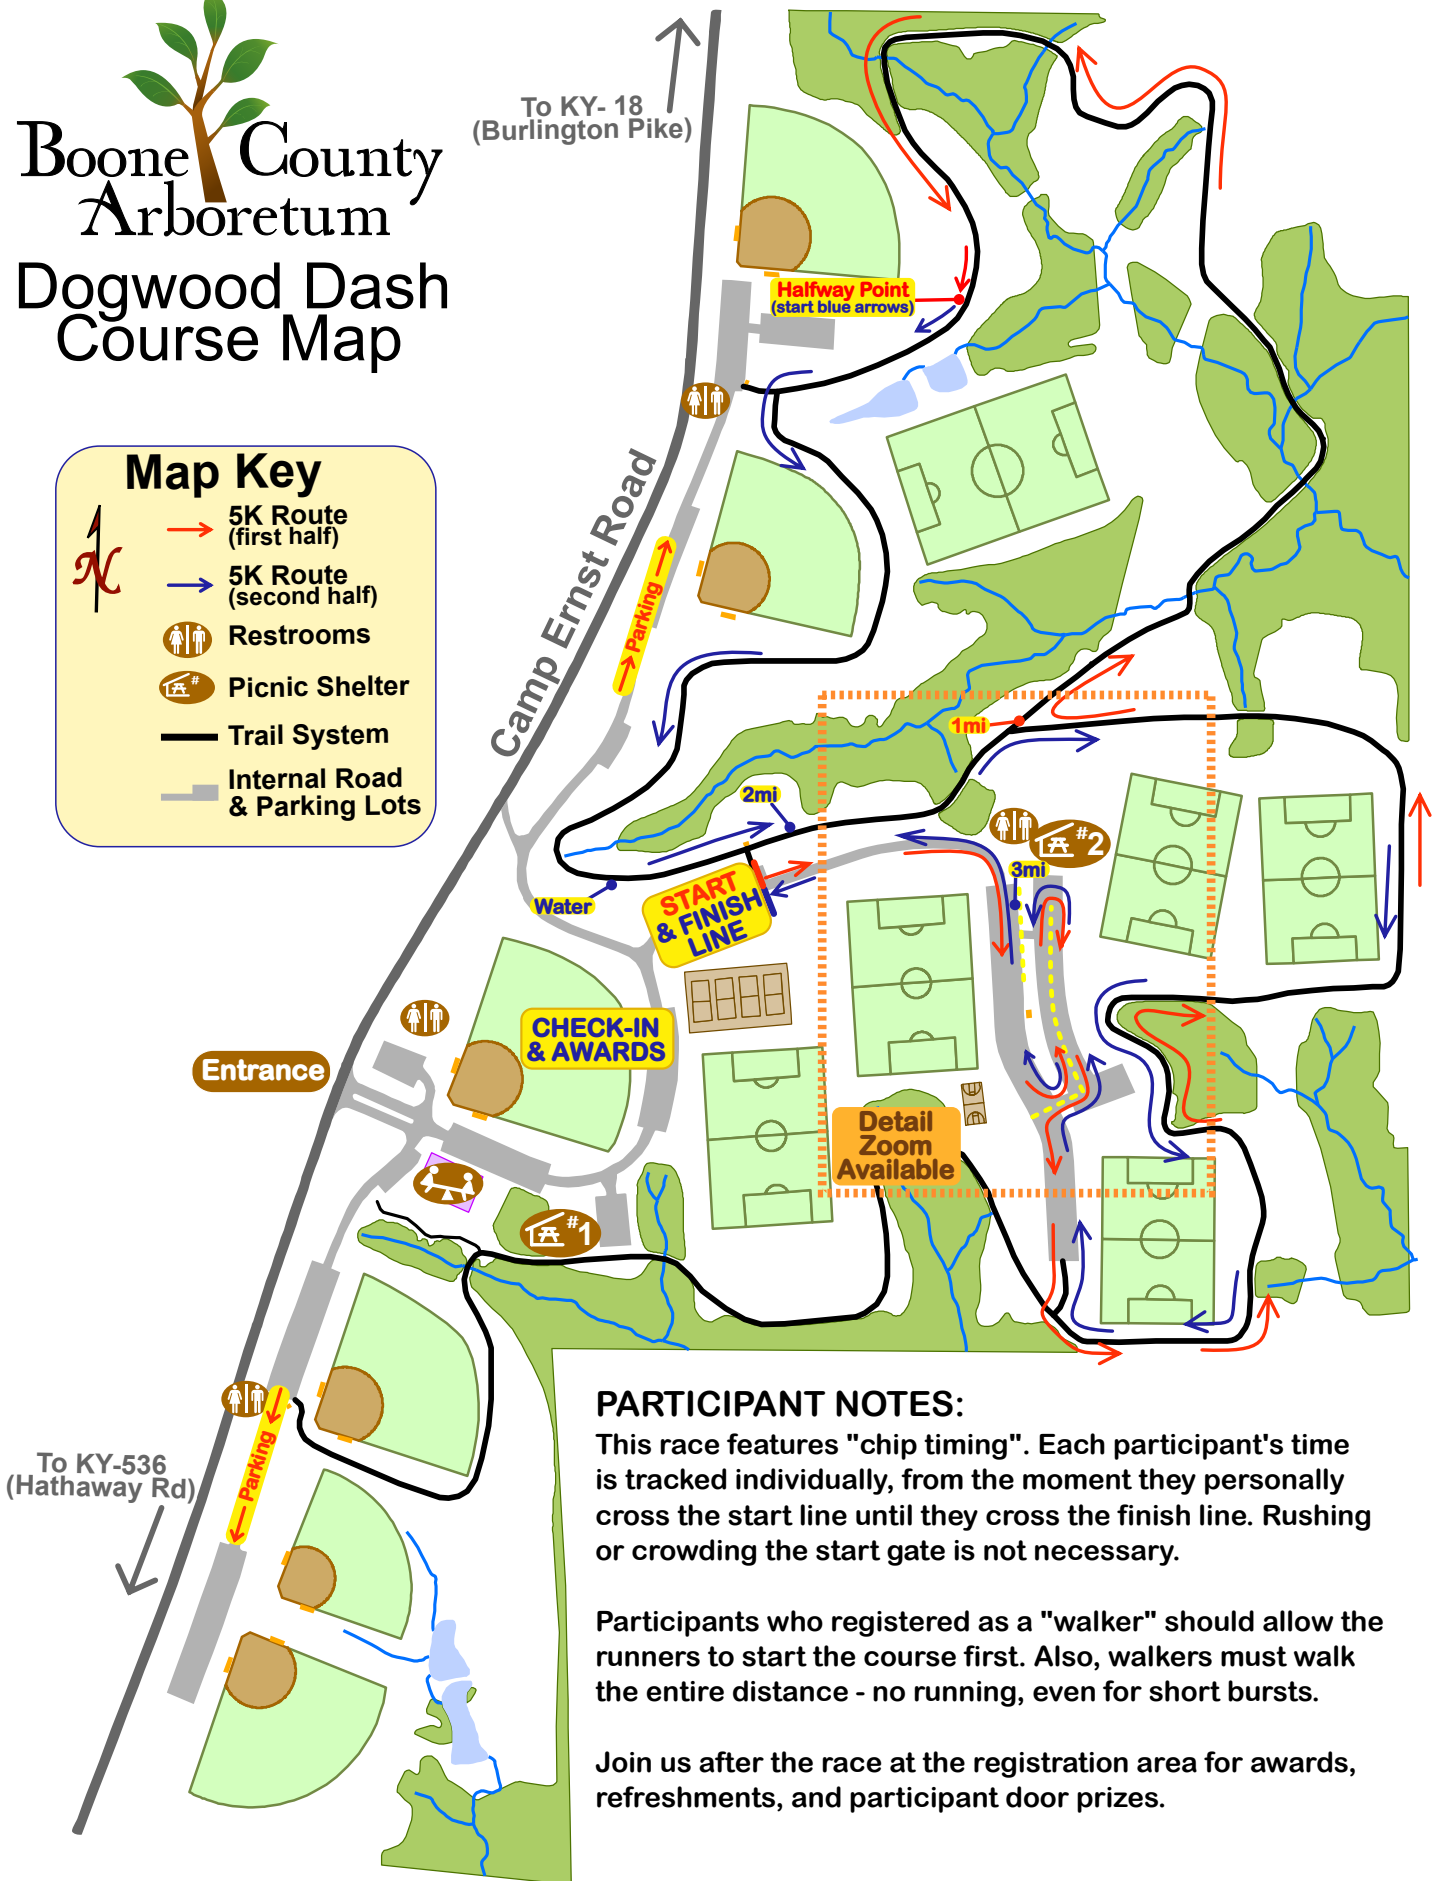 Boone County
Arboretum
Dogwood Dash
Course Map
To KY- 18
(Burlington Pike)
Halfway Point
(start blue arrows)
Map Key
N
5K Route
(first half)
5K Route
(second half)
Restrooms
#
Picnic Shelter
Trail System
Internal Road
& Parking Lots
Camp Ernst Road
Parking
1mi
2mi
#2
3mi
Water
START
& FINISH
LINE
CHECK-IN
& AWARDS
Entrance
Detail
Zoom
Available
#1
Parking
To KY-536
(Hathaway Rd)
PARTICIPANT NOTES:
This race features "chip timing". Each participant's time
is tracked individually, from the moment they personally
cross the start line until they cross the finish line. Rushing
or crowding the start gate is not necessary.
Participants who registered as a "walker" should allow the
runners to start the course first. Also, walkers must walk
the entire distance - no running, even for short bursts.
Join us after the race at the registration area for awards,
refreshments, and participant door prizes.